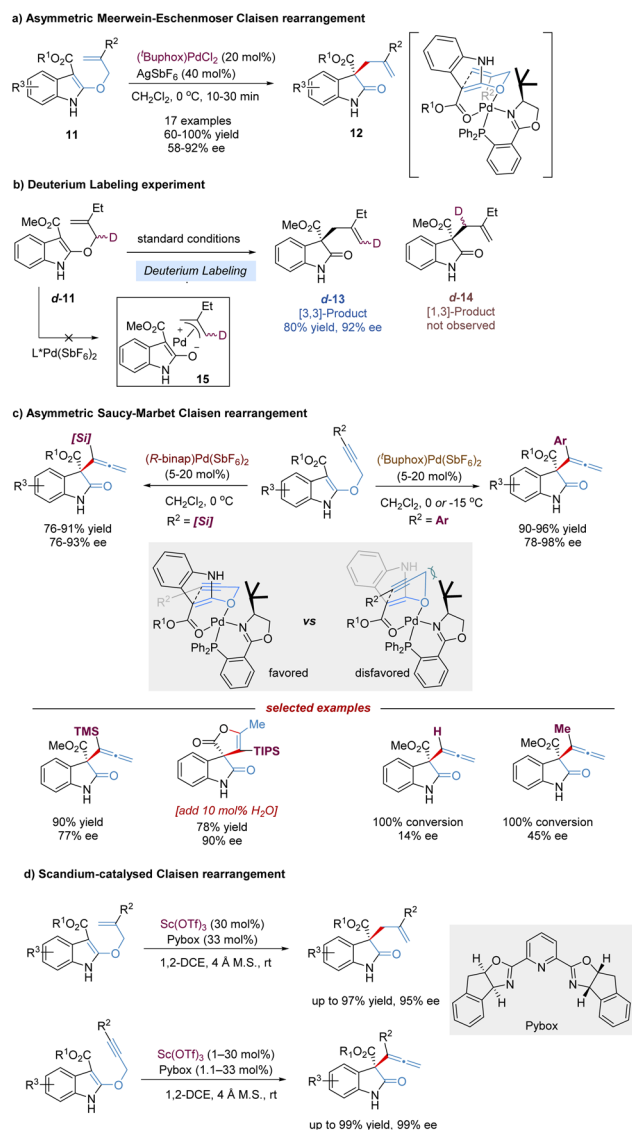 a) Asymmetric Meerwein-Eschenmoser Claisen rearrangement
R¹O₂C
R²
R³
O
N
H
11
(ᵗBuphox)PdCl₂ (20 mol%)
AgSbF₆ (40 mol%)
CH₂Cl₂, 0 °C, 10-30 min
17 examples
60-100% yield
58-92% ee
R¹O₂C
R²
R³
O
N
H
12
NH
R²
O
R¹O
O
Pd
N
Ph₂P
O
b) Deuterium Labeling experiment
Et
MeO₂C
D
O
N
H
d-11
standard conditions
Deuterium Labeling
L*Pd(SbF₆)₂
Et
MeO₂C
+
Pd
D
O
−
N
H
15
Et
MeO₂C
D
O
N
H
d-13
[3,3]-Product
80% yield, 92% ee
D
Et
MeO₂C
O
N
H
d-14
[1,3]-Product
not observed
c) Asymmetric Saucy-Marbet Claisen rearrangement
[Si]
R¹O₂C
R³
O
N
H
76-91% yield
76-93% ee
(R-binap)Pd(SbF₆)₂
(5-20 mol%)
CH₂Cl₂, 0 °C
R² = [Si]
R²
R¹O₂C
R³
O
N
H
(ᵗBuphox)Pd(SbF₆)₂
(5-20 mol%)
CH₂Cl₂, 0 or -15 °C
R² = Ar
Ar
R¹O₂C
R³
O
N
H
90-96% yield
78-98% ee
NH
R²
O
R¹O
O
Pd
N
Ph₂P
O
favored
vs
NH
R²
O
R¹O
O
Pd
N
Ph₂P
O
disfavored
selected examples
TMS
MeO₂C
O
N
H
90% yield
77% ee
O
Me
O
TIPS
O
N
H
[add 10 mol% H₂O]
78% yield
90% ee
H
MeO₂C
O
N
H
100% conversion
14% ee
Me
MeO₂C
O
N
H
100% conversion
45% ee
d) Scandium-catalysed Claisen rearrangement
R¹O₂C
R²
R³
O
N
H
Sc(OTf)₃ (30 mol%)
Pybox (33 mol%)
1,2-DCE, 4 Å M.S., rt
R¹O₂C
R²
R³
O
N
H
up to 97% yield, 95% ee
H
O
N
O
H
N
N
H
H
Pybox
R²
R¹O₂C
R³
O
N
H
Sc(OTf)₃ (1–30 mol%)
Pybox (1.1–33 mol%)
1,2-DCE, 4 Å M.S., rt
R²
R₁O₂C
R³
O
N
H
up to 99% yield, 99% ee